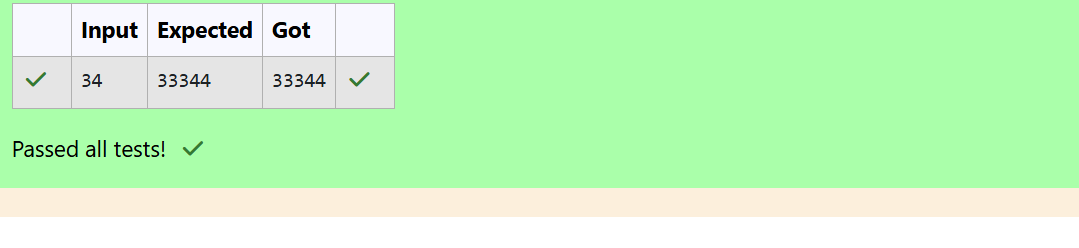 Input Expected Got
34 33344 33344
Passed all tests!